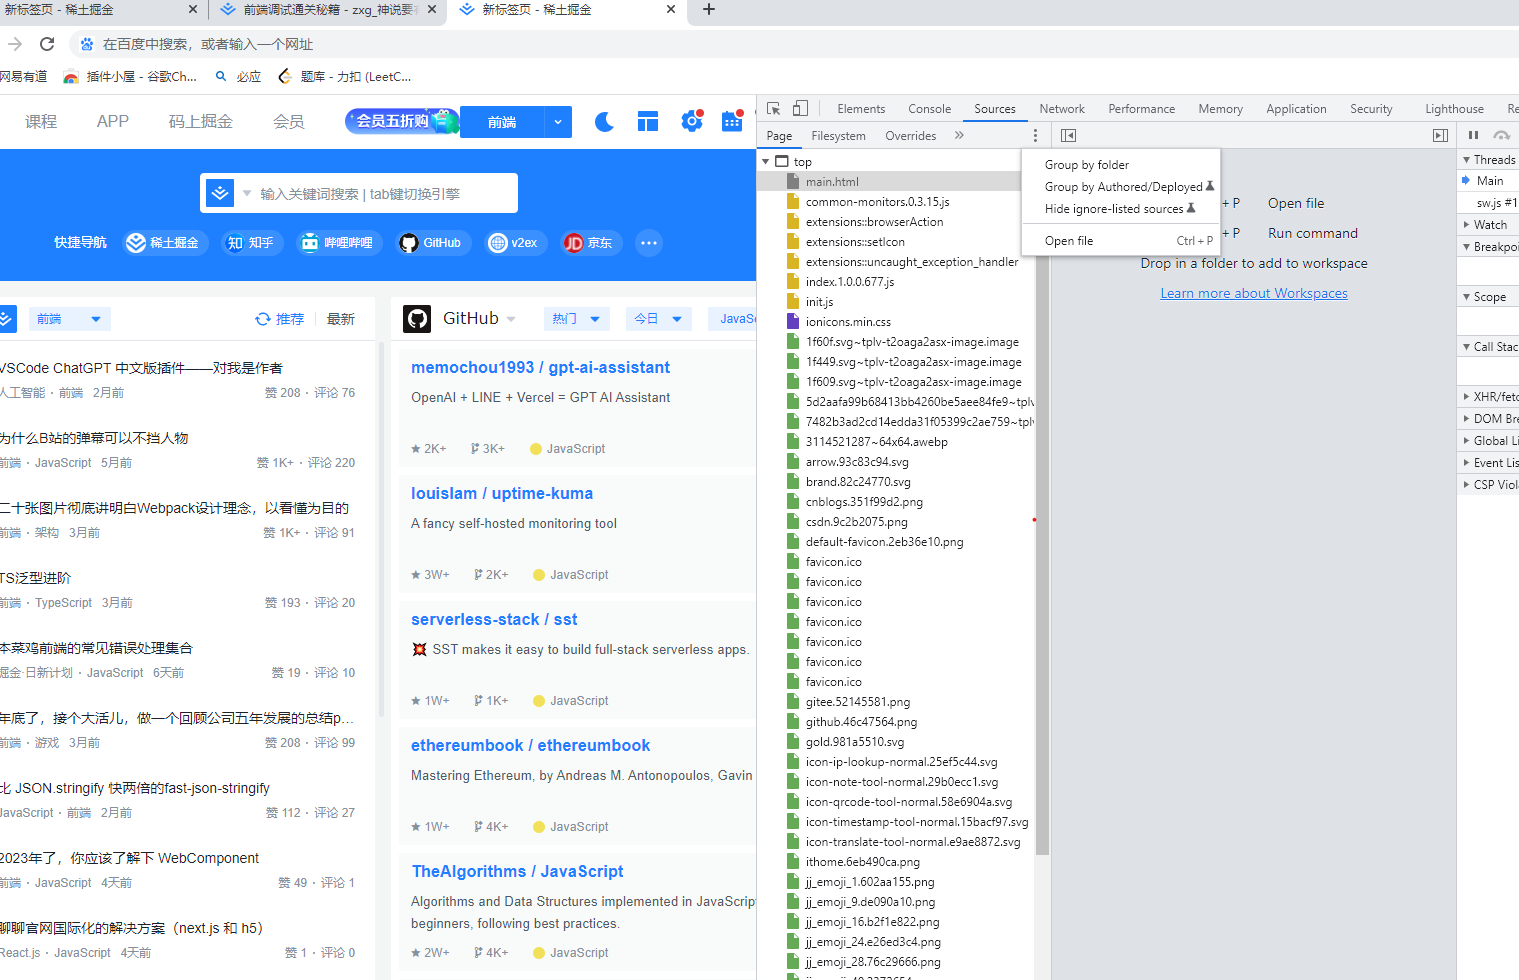 新标签页 - 稀土掘金
前端调试通关秘籍 - zxg_神说要
新标签页 - 稀土掘金
在百度中搜索，或者输入一个网址
网易有道
插件小屋 - 谷歌Ch...
必应
题库 - 力扣 (LeetC...
课程
APP
码上掘金
会员
会员五折购
前端
输入关键词搜索 | tab键切换引擎
快捷导航
稀土掘金
知乎
哔哩哔哩
GitHub
v2ex
京东
前端
推荐
最新
VSCode ChatGPT 中文版插件——对我是作者
人工智能 · 前端 2月前
赞 208 · 评论 76
为什么B站的弹幕可以不挡人物
前端 · JavaScript 5月前
赞 1K+ · 评论 220
二十张图片彻底讲明白Webpack设计理念，以看懂为目的
前端 · 架构 3月前
赞 1K+ · 评论 91
TS泛型进阶
前端 · TypeScript 3月前
赞 193 · 评论 20
本菜鸡前端的常见错误处理集合
掘金·日新计划 · JavaScript 6天前
赞 19 · 评论 10
年底了，接个大活儿，做一个回顾公司五年发展的总结p...
前端 · 游戏 3月前
赞 208 · 评论 99
比 JSON.stringify 快两倍的fast-json-stringify
JavaScript · 前端 2月前
赞 112 · 评论 27
2023年了，你应该了解下 WebComponent
前端 · JavaScript 4天前
赞 49 · 评论 1
聊聊官网国际化的解决方案（next.js 和 h5）
React.js · JavaScript 4天前
赞 1 · 评论 0
GitHub
热门
今日
JavaSc
memochou1993 / gpt-ai-assistant
OpenAI + LINE + Vercel = GPT AI Assistant
2K+ 3K+ JavaScript
louislam / uptime-kuma
A fancy self-hosted monitoring tool
3W+ 2K+ JavaScript
serverless-stack / sst
💥 SST makes it easy to build full-stack serverless apps.
1W+ 1K+ JavaScript
ethereumbook / ethereumbook
Mastering Ethereum, by Andreas M. Antonopoulos, Gavin
1W+ 4K+ JavaScript
TheAlgorithms / JavaScript
Algorithms and Data Structures implemented in JavaScript
beginners, following best practices.
2W+ 4K+ JavaScript
Elements
Console
Sources
Network
Performance
Memory
Application
Security
Lighthouse
Re
Page
Filesystem
Overrides
»
top
main.html
common-monitors.0.3.15.js
extensions::browserAction
extensions::setIcon
extensions::uncaught_exception_handler
index.1.0.0.677.js
init.js
ionicons.min.css
1f60f.svg~tplv-t2oaga2asx-image.image
1f449.svg~tplv-t2oaga2asx-image.image
1f609.svg~tplv-t2oaga2asx-image.image
5d2aafa99b68413bb4260be5aee84fe9~tplv
7482b3ad2cd14edda31f05399c2ae759~tplv
3114521287~64x64.awebp
arrow.93c83c94.svg
brand.82c24770.svg
cnblogs.351f99d2.png
csdn.9c2b2075.png
default-favicon.2eb36e10.png
favicon.ico
favicon.ico
favicon.ico
favicon.ico
favicon.ico
favicon.ico
favicon.ico
gitee.52145581.png
github.46c47564.png
gold.981a5510.svg
icon-ip-lookup-normal.25ef5c44.svg
icon-note-tool-normal.29b0ecc1.svg
icon-qrcode-tool-normal.58e6904a.svg
icon-timestamp-tool-normal.15bacf97.svg
icon-translate-tool-normal.e9ae8872.svg
ithome.6eb490ca.png
jj_emoji_1.602aa155.png
jj_emoji_9.de090a10.png
jj_emoji_16.b2f1e822.png
jj_emoji_24.e26ed3c4.png
jj_emoji_28.76c29666.png
Group by folder
Group by Authored/Deployed
Hide ignore-listed sources
Open file Ctrl + P
+ P Open file
+ P Run command
Drop in a folder to add to workspace
Learn more about Workspaces
Threads
Main
sw.js #1
Watch
Breakpoi
Scope
Call Stac
XHR/fetc
DOM Bre
Global Li
Event Lis
CSP Viol